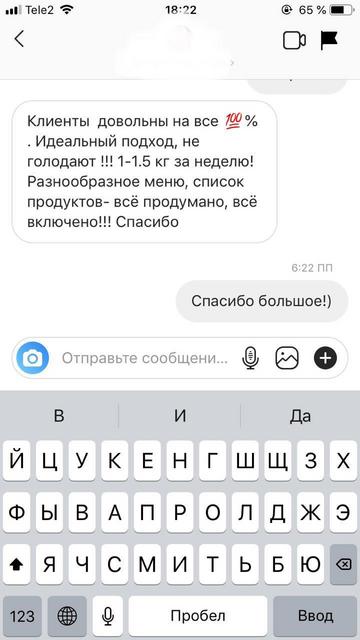 Tele2 18:22 65 %
Клиенты довольны на все 💯%
. Идеальный подход, не
голодают !!! 1-1.5 кг за неделю!
Разнообразное меню, список
продуктов- всё продумано, всё
включено!!! Спасибо
6:22 ПП
Спасибо большое!)
Отправьте сообщени...
В И Да
Й Ц У К Е Н Г Ш Щ З Х
Ф Ы В А П Р О Л Д Ж Э
Я Ч С М И Т Ь Б Ю
123 Пробел Ввод